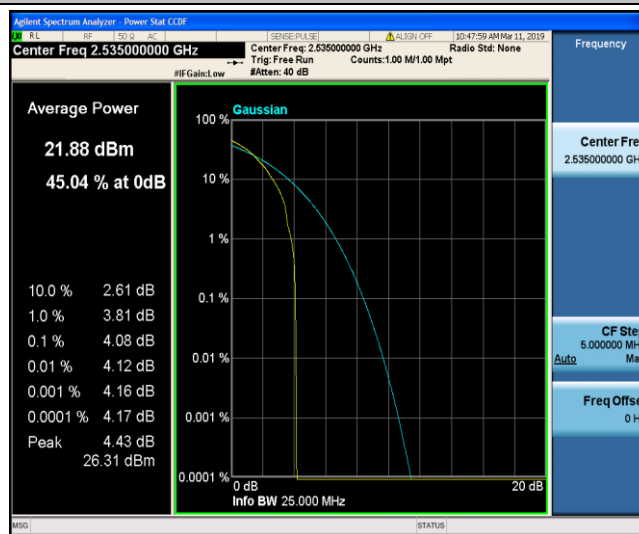 Agilent Spectrum Analyzer - Power Stat CCDF
RL RF 50 Ω AC SENSE:PULSE ALIGN OFF 10:47:59 AM Mar 11, 2019
Center Freq 2.535000000 GHz
Center Freq: 2.535000000 GHz Radio Std: None
Trig: Free Run Counts:1.00 M/1.00 Mpt
#IFGain:Low #Atten: 40 dB
Frequency
Average Power
21.88 dBm
45.04 % at 0dB
10.0 % 2.61 dB
1.0 % 3.81 dB
0.1 % 4.08 dB
0.01 % 4.12 dB
0.001 % 4.16 dB
0.0001 % 4.17 dB
Peak 4.43 dB
26.31 dBm
Gaussian
100 %
10 %
1 %
0.1 %
0.01 %
0.001 %
0.0001 %
0 dB 20 dB
Info BW 25.000 MHz
Center Fre
2.535000000 GH
CF Ste
5.000000 MH
Auto Ma
Freq Offse
0 H
MSG STATUS